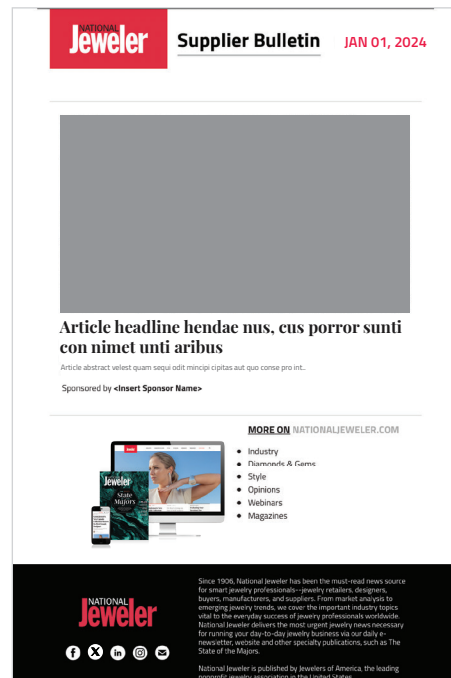 NATIONAL
Jeweler
Supplier Bulletin
JAN 01, 2024
Article headline hendae nus, cus porror sunti
con nimet unti aribus
Article abstract velest quam sequi odit mincipi cipitas aut quo conse pro int..
Sponsored by <Insert Sponsor Name>
MORE ON NATIONALJEWELER.COM
• Industry
• Diamonds & Gems
• Style
• Opinions
• Webinars
• Magazines
Jeweler
State
Majors
NATIONAL
Jeweler
Since 1906, National Jeweler has been the must-read news source
for smart jewelry professionals--jewelry retailers, designers,
buyers, manufacturers, and suppliers. From market analysis to
emerging jewelry trends, we cover the important industry topics
vital to the everyday success of jewelry professionals worldwide.
National Jeweler delivers the most urgent jewelry news necessary
for running your day-to-day jewelry business via our daily e-
newsletter, website and other specialty publications, such as The
State of the Majors.
National Jeweler is published by Jewelers of America, the leading
nonprofit jewelry association in the United States.